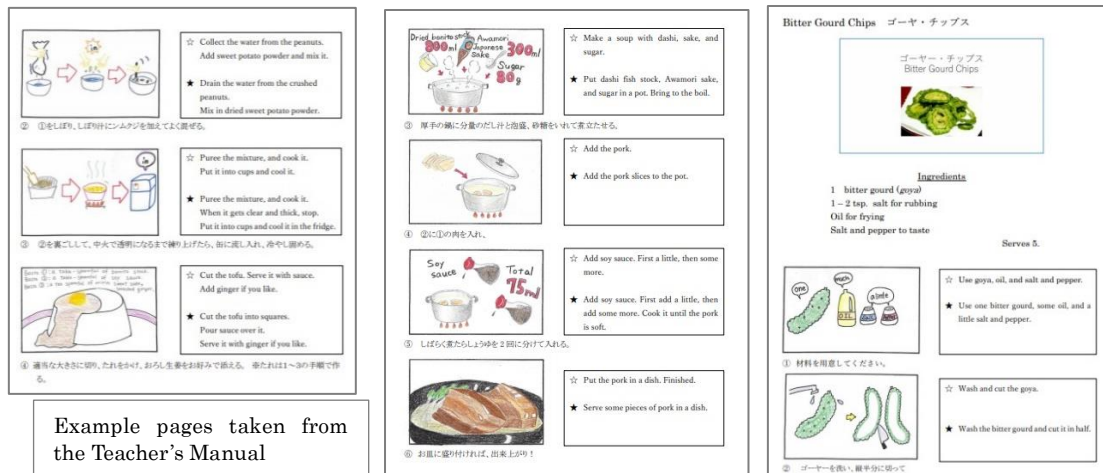 ☆ Collect the water from the peanuts.
Add sweet potato powder and mix it.
★ Drain the water from the crushed
peanuts.
Mix in dried sweet potato powder.
② ①をしぼり、しぼり汁にンムクジを加えてよく混ぜる。
☆ Puree the mixture, and cook it.
Put it into cups and cool it.
★ Puree the mixture, and cook it.
When it gets clear and thick, stop.
Put it into cups and cool it in the fridge.
③ ②を裏ごしして、中火で透明になるまで練り上げたら、缶に流し入れ、冷やし固める。
☆ Cut the tofu. Serve it with sauce.
Add ginger if you like.
★ Cut the tofu into squares.
Pour sauce over it.
Serve it with ginger if you like.
④ 適当な大きさに切り、たれをかけ、おろし生姜をお好みで添える。 ※たれは1～3の手順で作
る。
Example pages taken from
the Teacher's Manual
Dried bonito stock
800ml
Awamori
Japanese
Sake
300ml
Sugar
80g
☆ Make a soup with dashi, sake, and
sugar.
★ Put dashi fish stock, Awamori sake,
and sugar in a pot. Bring to the boil.
③ 厚手の鍋に分量のだし汁と泡盛、砂糖をいれて煮立たせる。
☆ Add the pork.
★ Add the pork slices to the pot.
④ ②に①の肉を入れ、
Soy
sauce
Total
75ml
☆ Add soy sauce. First a little, then some
more.
★ Add soy sauce. First add a little, then
add some more. Cook it until the pork
is soft.
⑤ しばらく煮たらしょうゆを2回に分けて入れる。
☆ Put the pork in a dish. Finished.
★ Serve some pieces of pork in a dish.
⑥ お皿に盛り付ければ、出来上がり！
Bitter Gourd Chips ゴーヤ・チップス
ゴーヤー・チップス
Bitter Gourd Chips
Ingredients
1 bitter gourd (goya)
1 – 2 tsp. salt for rubbing
Oil for frying
Salt and pepper to taste
Serves 5.
one
much
a little
OIL
☆ Use goya, oil, and salt and pepper.
★ Use one bitter gourd, some oil, and a
little salt and pepper.
① 材料を用意してください。
☆ Wash and cut the goya.
★ Wash the bitter gourd and cut it in half.
② ゴーヤーを洗い、縦半分に切って